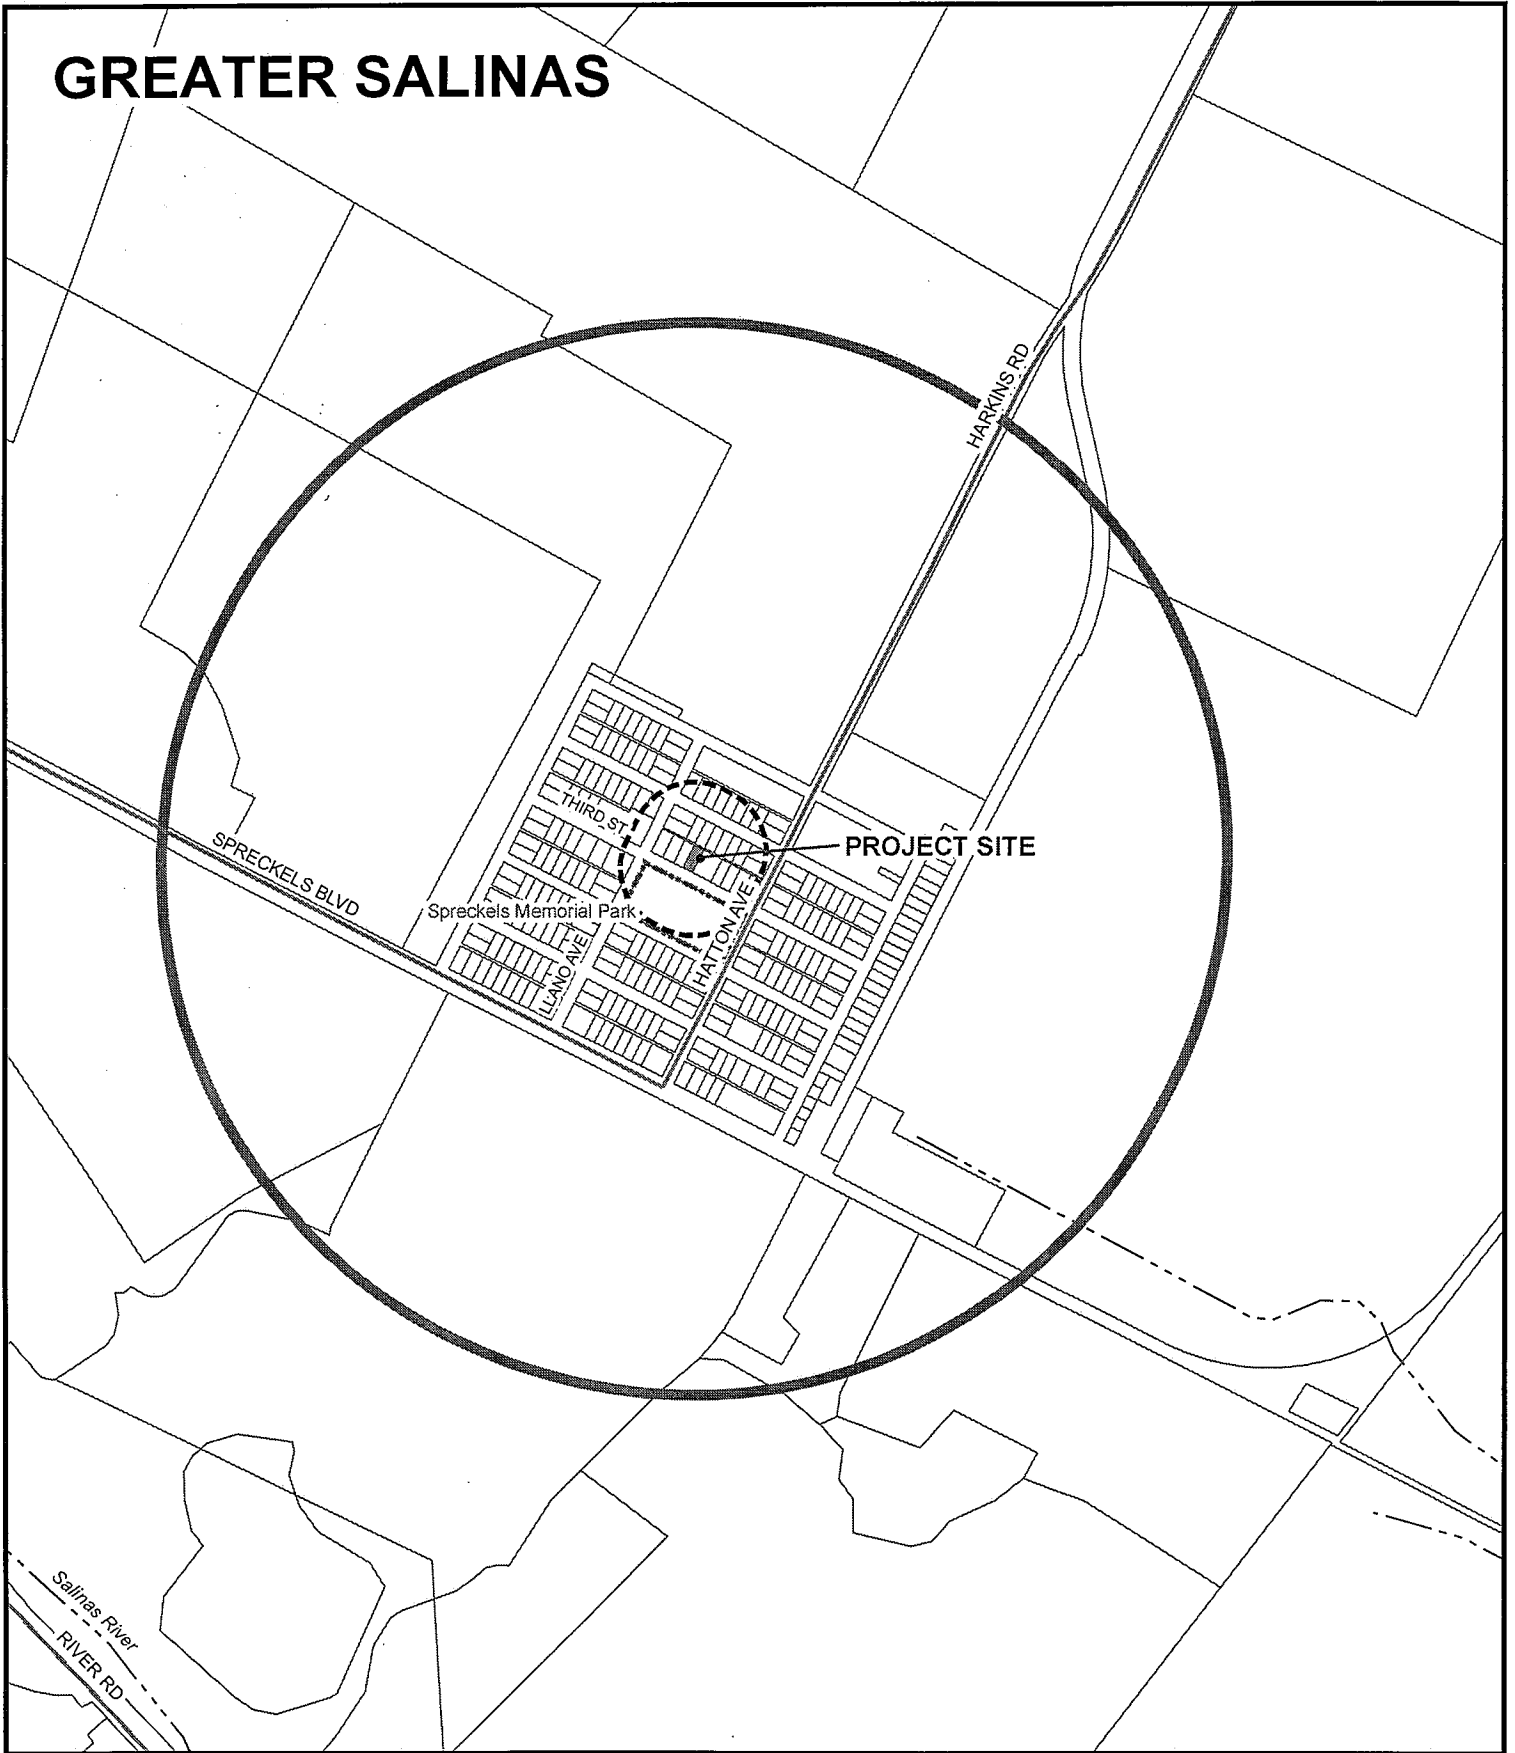 GREATER SALINAS
HARKINS RD
THIRD ST
PROJECT SITE
SPRECKELS BLVD
Spreckels Memorial Park
HATTON AVE
LLANO AVE
Salinas River
RIVER RD